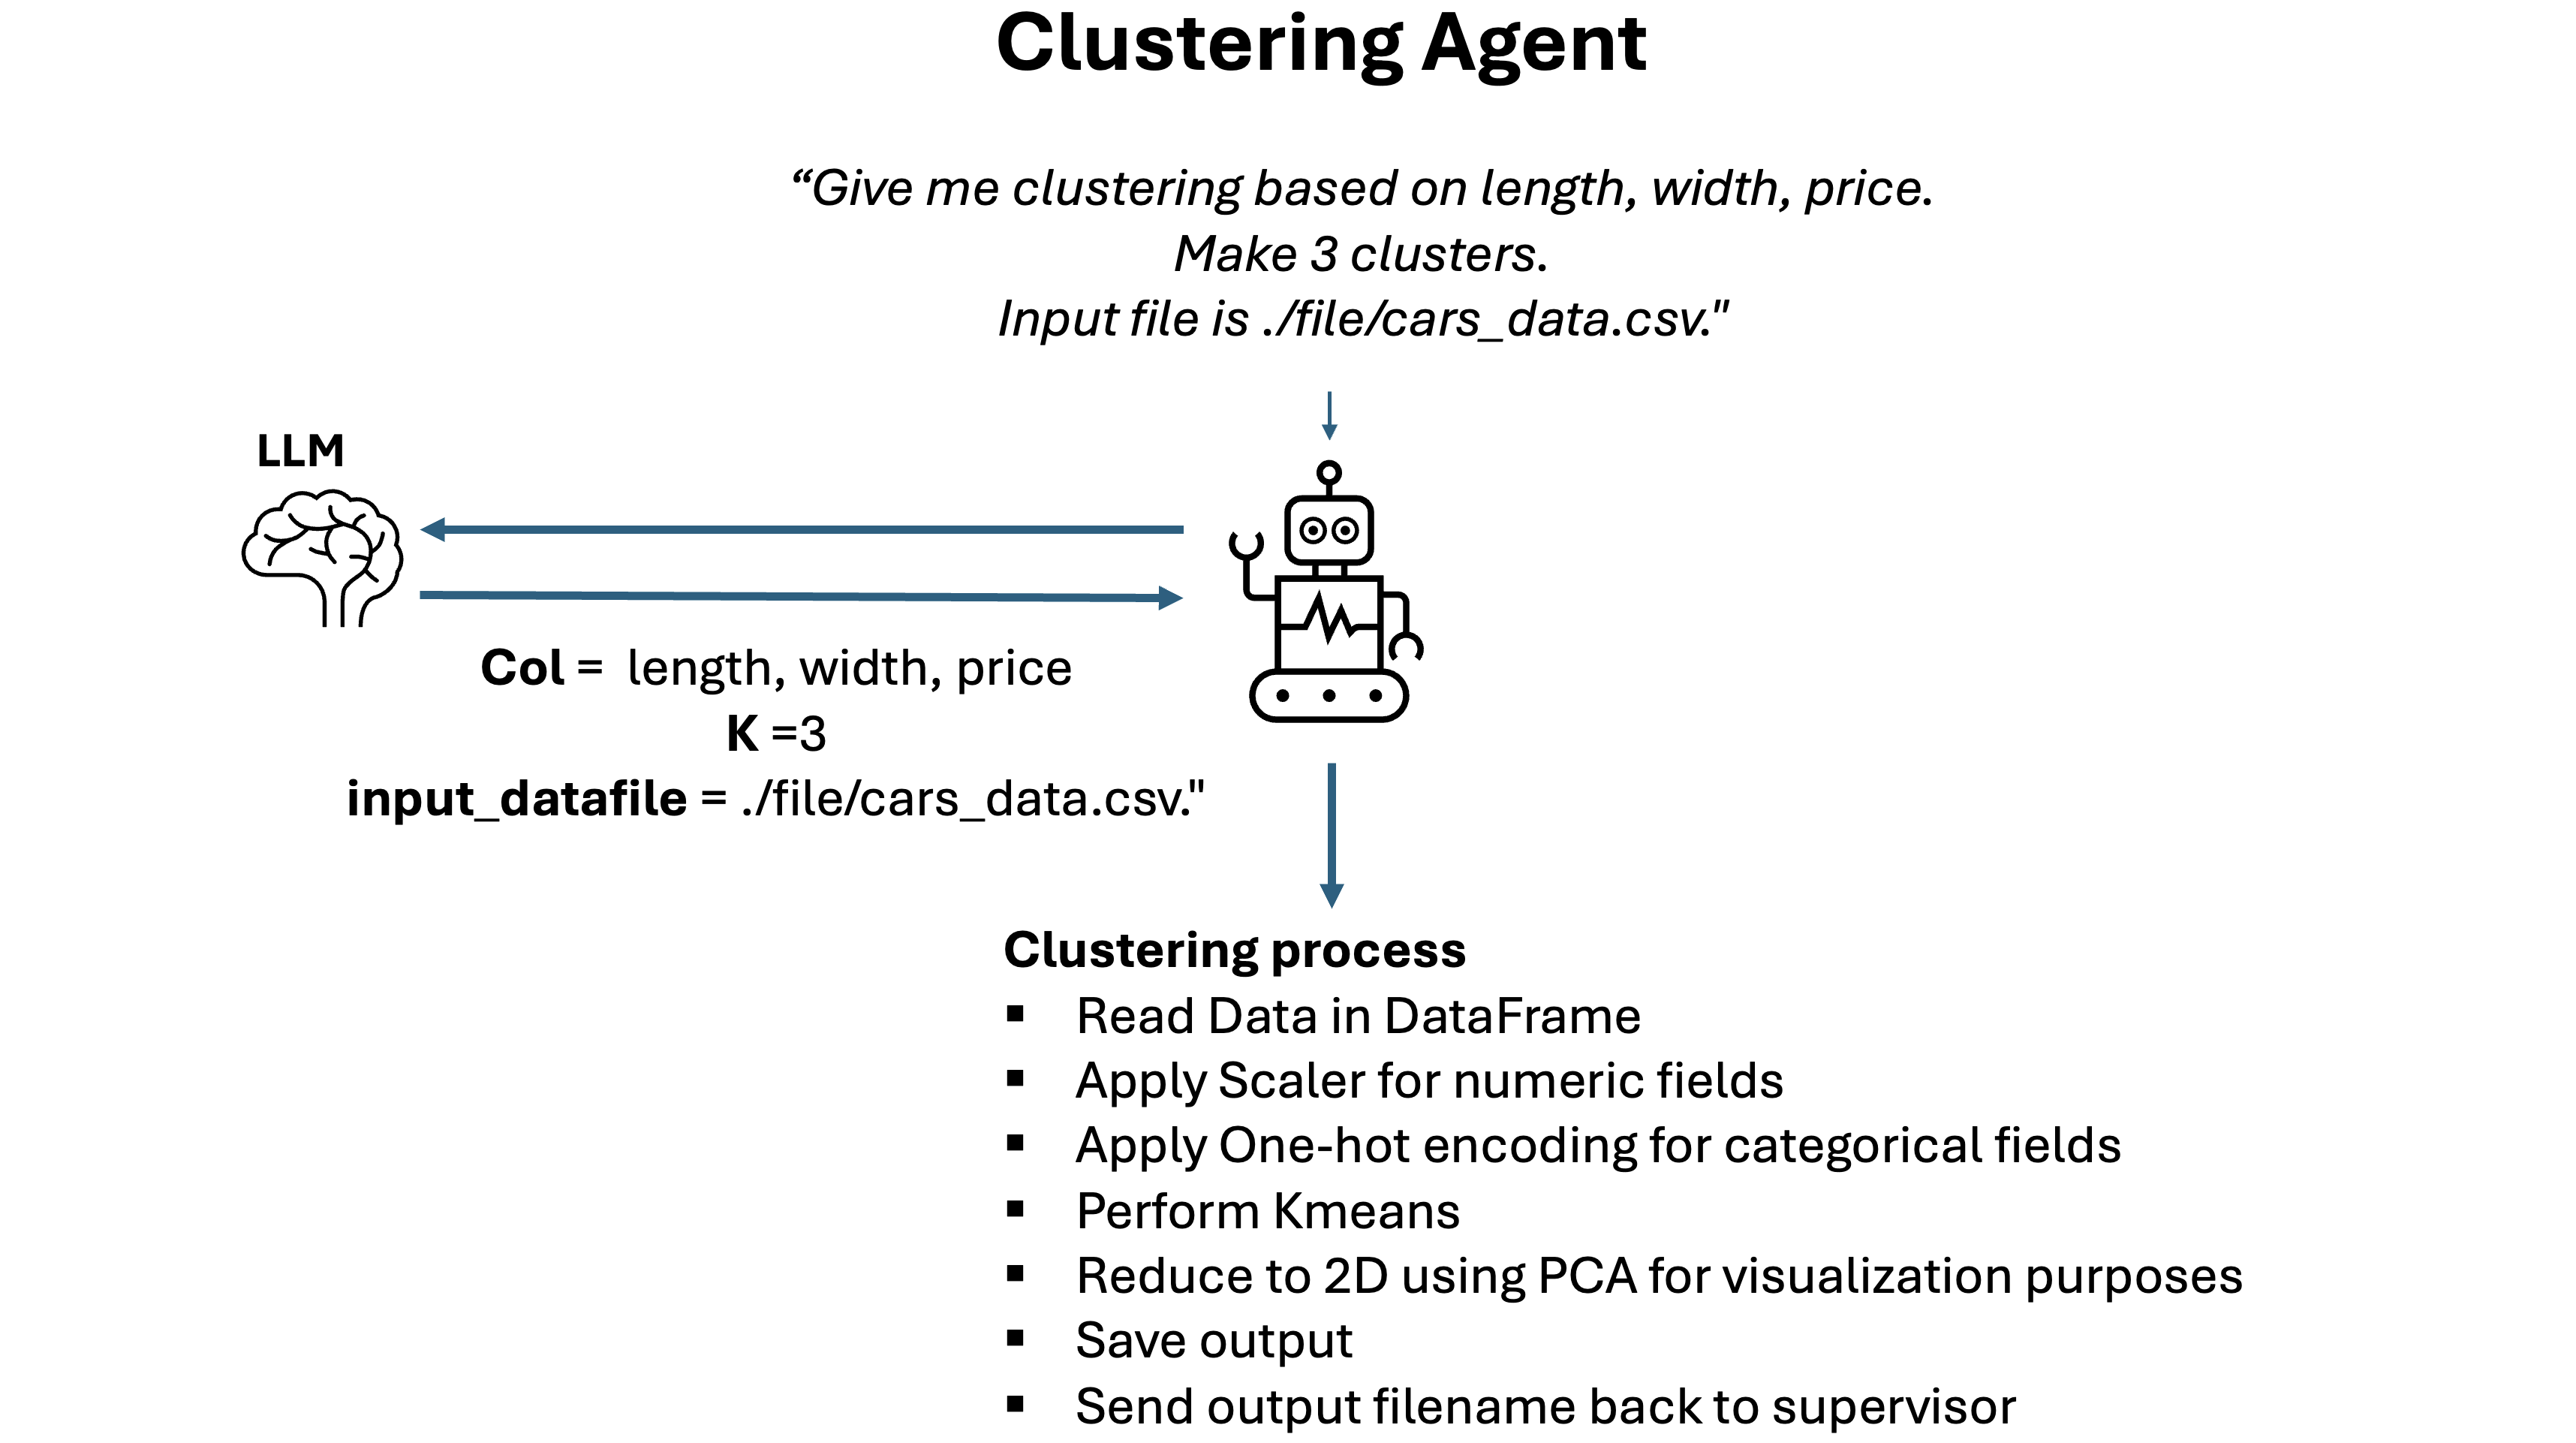 Clustering Agent
“Give me clustering based on length, width, price.
Make 3 clusters.
Input file is ./file/cars_data.csv."
LLM
Col = length, width, price
K =3
input_datafile = ./file/cars_data.csv."
Clustering process
▪ Read Data in DataFrame
▪ Apply Scaler for numeric fields
▪ Apply One-hot encoding for categorical fields
▪ Perform Kmeans
▪ Reduce to 2D using PCA for visualization purposes
▪ Save output
▪ Send output filename back to supervisor